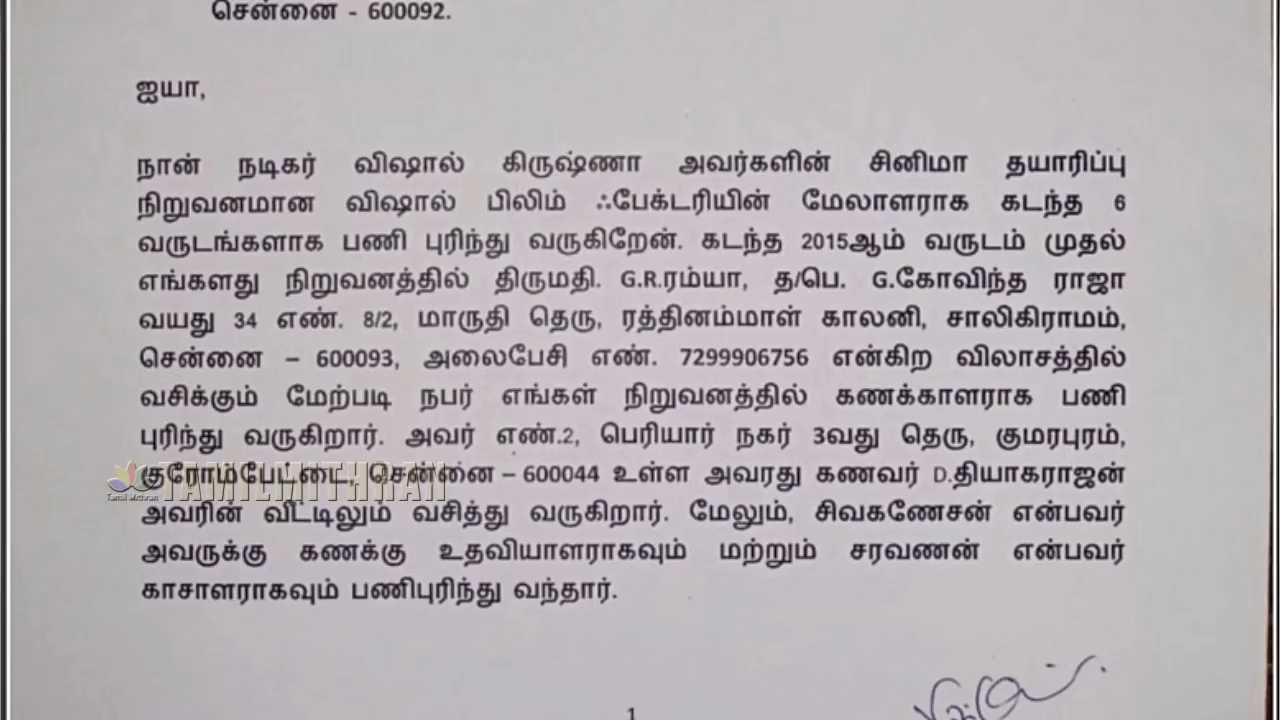 சென்னை - 600092.
ஐயா,
நான் நடிகர் விஷால் கிருஷ்ணா அவர்களின் சினிமா தயாரிப்பு
நிறுவனமான விஷால் பிலிம் ஃபேக்டரியின் மேலாளராக கடந்த 6
வருடங்களாக பணி புரிந்து வருகிறேன். கடந்த 2015ஆம் வருடம் முதல்
எங்களது நிறுவனத்தில் திருமதி. G.R.ரம்யா, த/பெ. G.கோவிந்த ராஜா
வயது 34 எண். 8/2, மாருதி தெரு, ரத்தினம்மாள் காலனி, சாலிகிராமம்,
சென்னை – 600093, அலைபேசி எண். 7299906756 என்கிற விலாசத்தில்
வசிக்கும் மேற்படி நபர் எங்கள் நிறுவனத்தில் கணக்காளராக பணி
புரிந்து வருகிறார். அவர் எண்.2, பெரியார் நகர் 3வது தெரு, குமரபுரம்,
குரோம்பேட்டை, சென்னை – 600044 உள்ள அவரது கணவர் D.தியாகராஜன்
TAMILMITHRAN
Tamil Mithran
அவரின் வீட்டிலும் வசித்து வருகிறார். மேலும், சிவகணேசன் என்பவர்
அவருக்கு கணக்கு உதவியாளராகவும் மற்றும் சரவணன் என்பவர்
காசாளராகவும் பணிபுரிந்து வந்தார்.
1